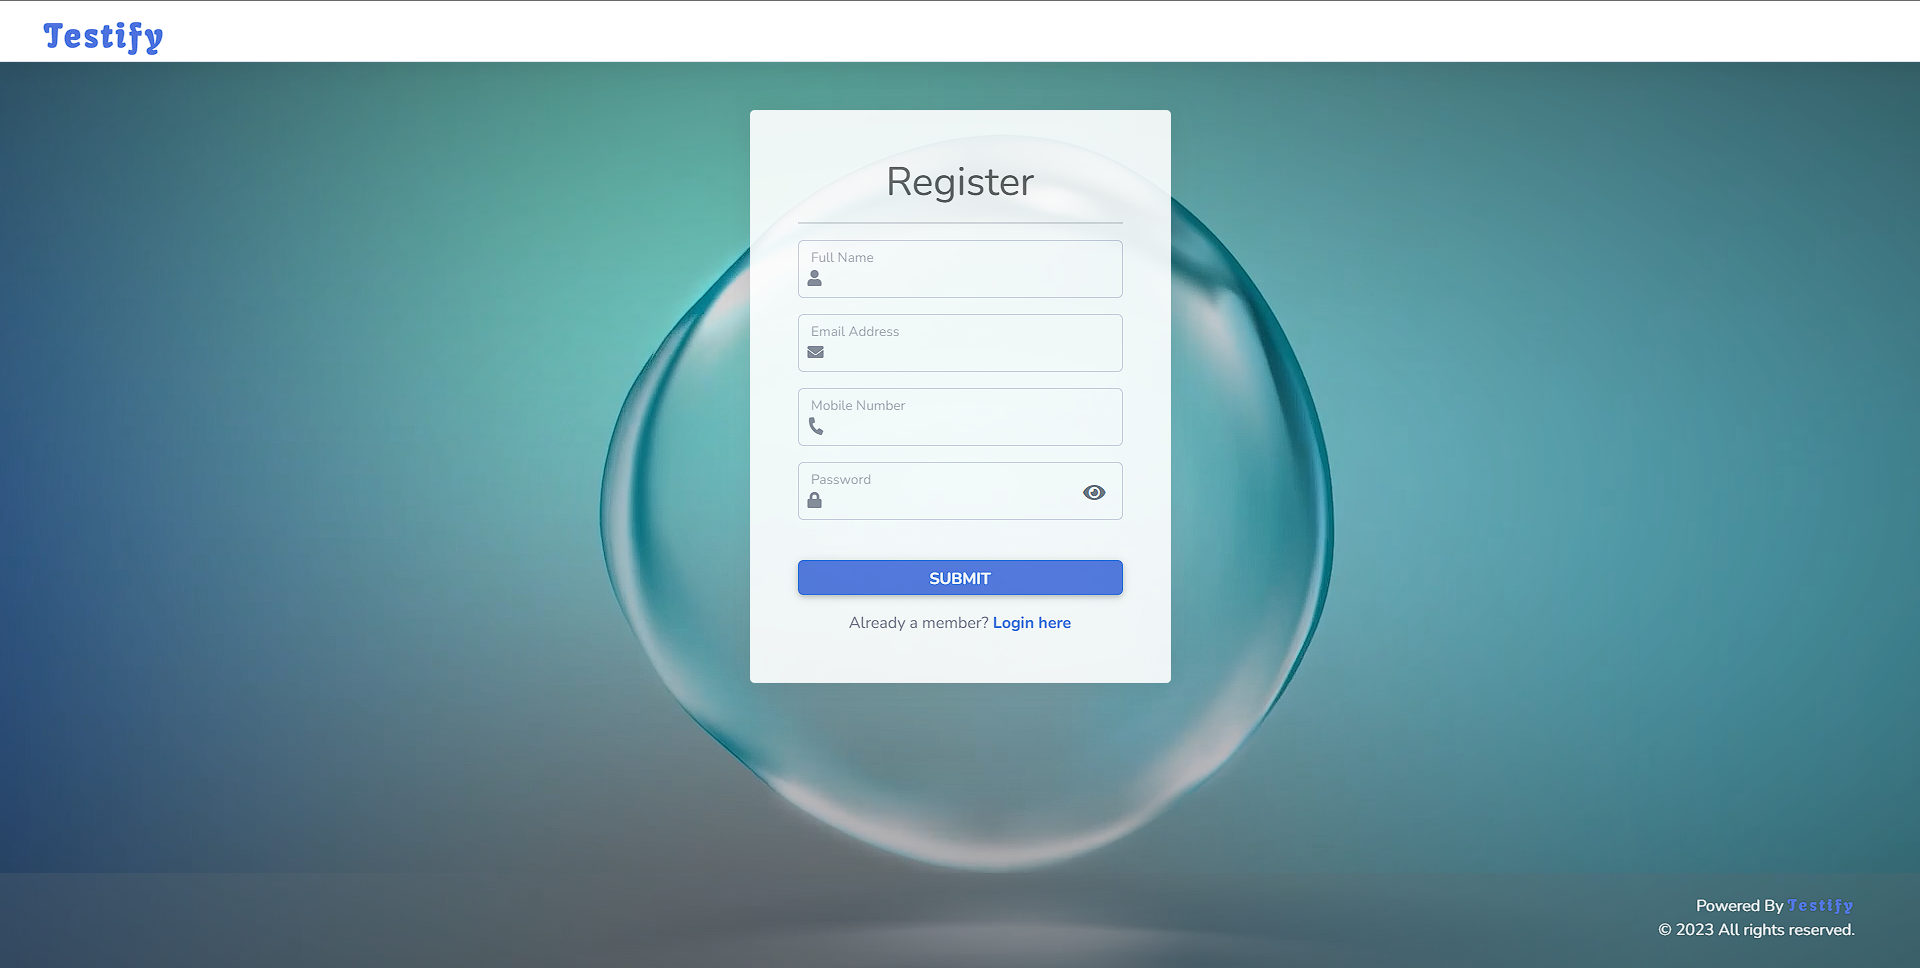 Testify
Register
Full Name
Email Address
Mobile Number
Password
SUBMIT
Already a member? Login here
Powered By Testify
© 2023 All rights reserved.